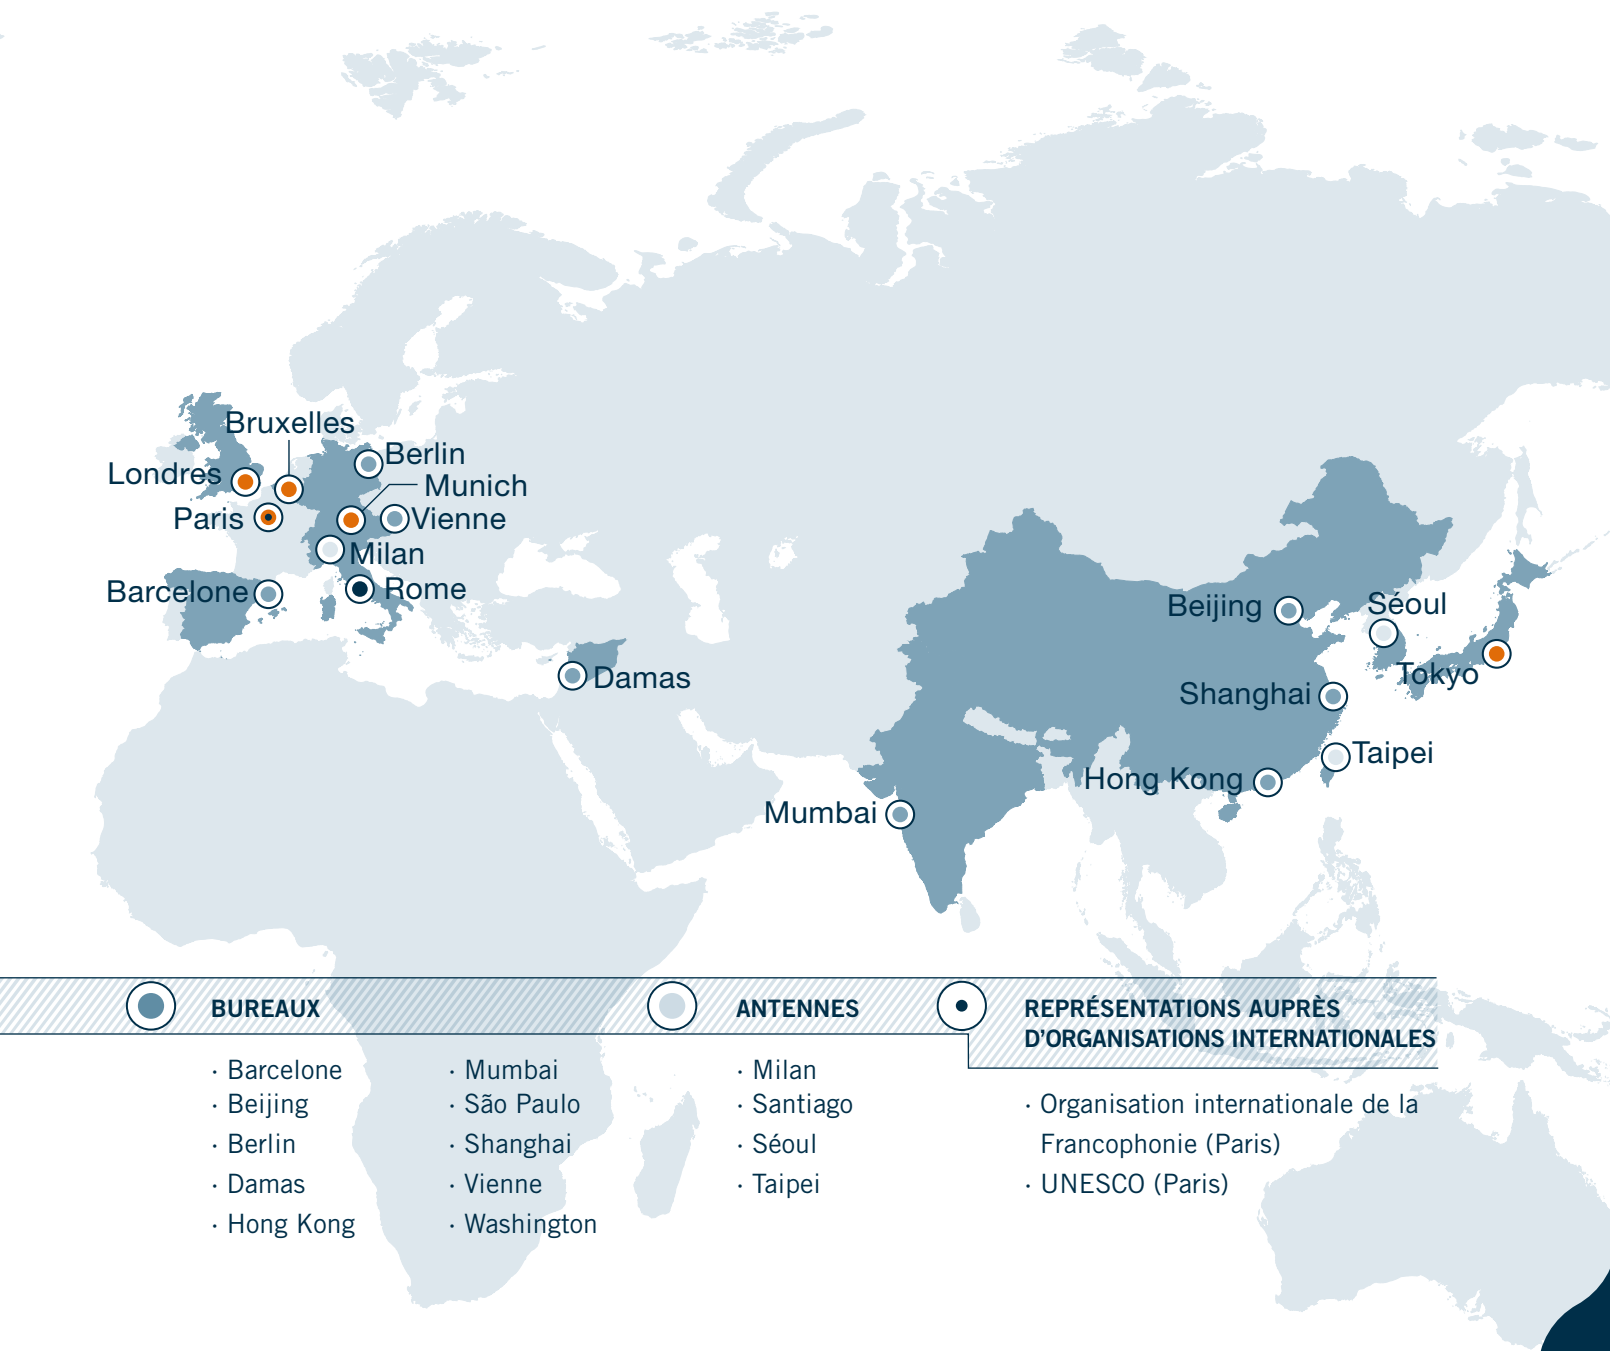 Bruxelles
Berlin
Londres
Munich
Paris
Vienne
Milan
Barcelone
Rome
Damas
Beijing
Séoul
Tokyo
Shanghai
Taipei
Hong Kong
Mumbai
BUREAUX
· Barcelone
· Beijing
· Berlin
· Damas
· Hong Kong
· Mumbai
· São Paulo
· Shanghai
· Vienne
· Washington
ANTENNES
· Milan
· Santiago
· Séoul
· Taipei
REPRÉSENTATIONS AUPRÈS
D'ORGANISATIONS INTERNATIONALES
· Organisation internationale de la
Francophonie (Paris)
· UNESCO (Paris)